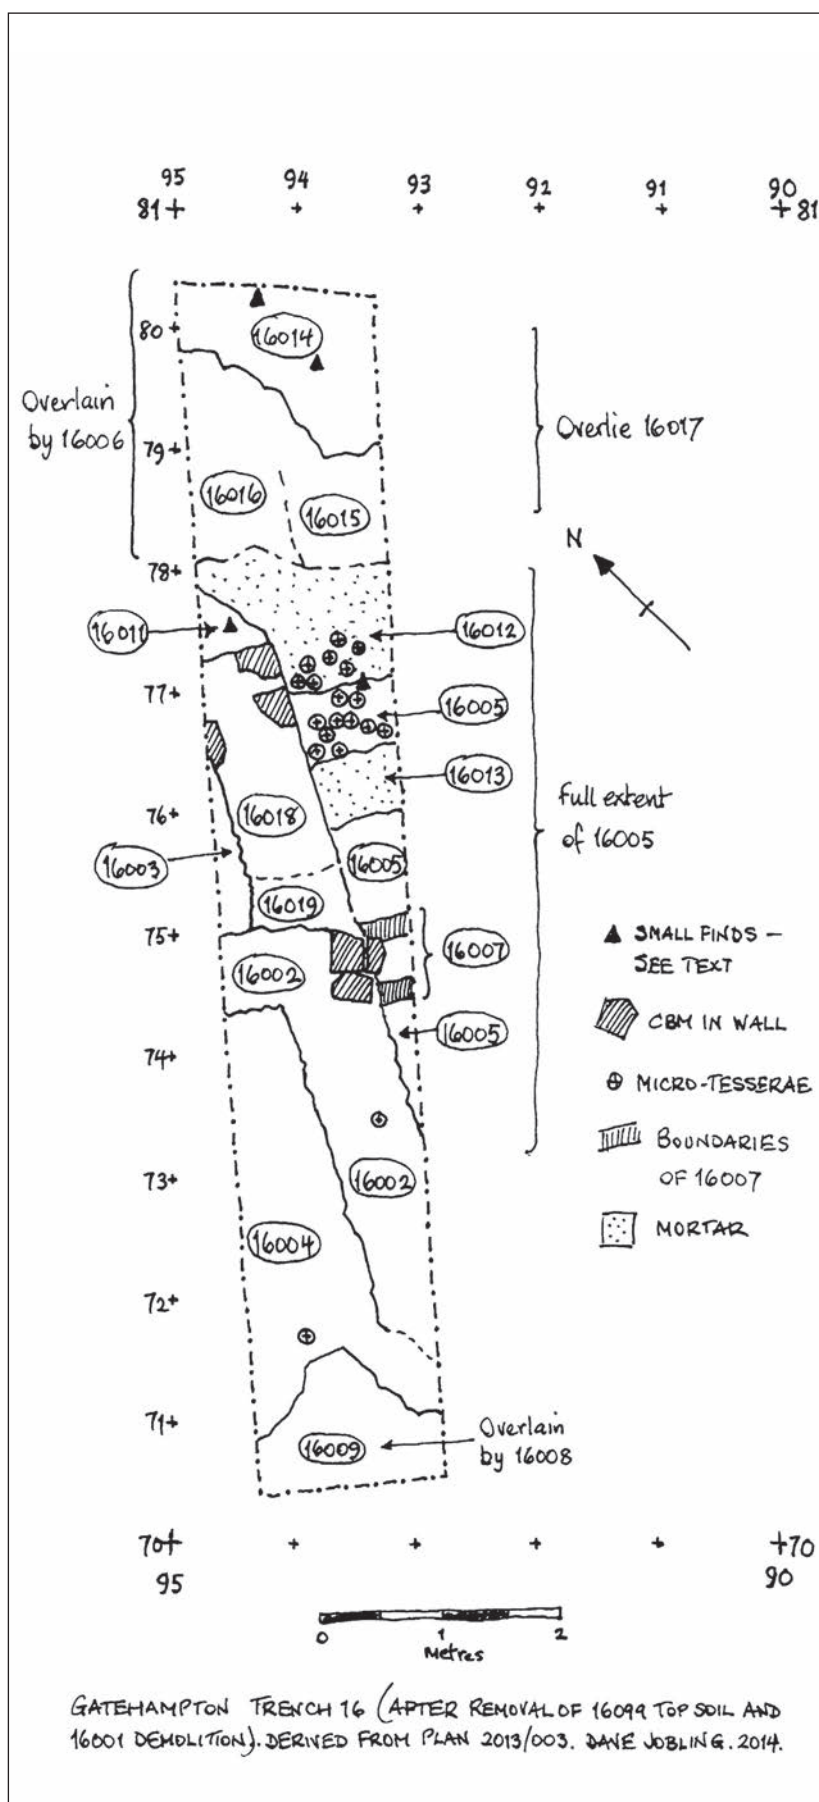 95 94 93 92 91 90
81 81
80
16014
Overlain
by 16006
Overlie 16017
79
16016
16015
N
78
16011
16012
77
16005
16013
76
16018
Full extent
of 16005
16003
16005
16019
75
16007
16002
▲ SMALL FINDS –
SEE TEXT
16005
CBM IN WALL
74
MICRO-TESSERAE
BOUNDARIES
OF 16007
73
16002
MORTAR
16004
72
71
Overlain
by 16008
16009
70 70
95 90
0 1 2
Metres
GATEHAMPTON TRENCH 16 (AFTER REMOVAL OF 16099 TOP SOIL AND
16001 DEMOLITION). DERIVED FROM PLAN 2013/003. DAVE JOBLING. 2014.